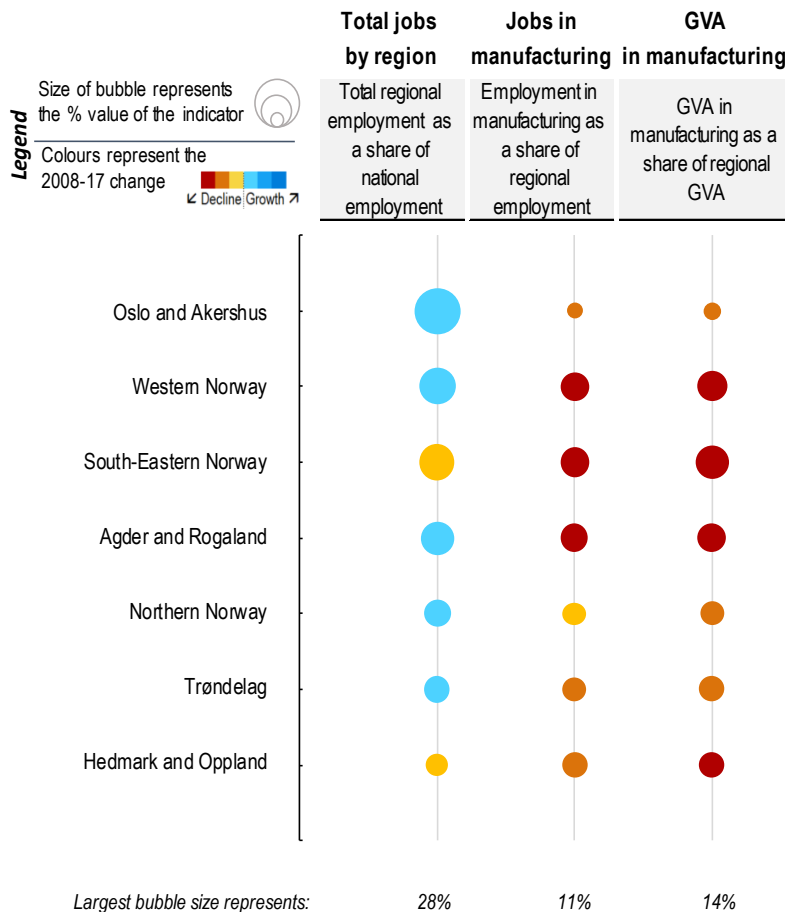 Total jobs
by region
Jobs in
manufacturing
GVA
in manufacturing
Legend
Size of bubble represents
the % value of the indicator
Colours represent the
2008-17 change
↙ Decline Growth ↗
Total regional
employment as
a share of
national
employment
Employment in
manufacturing as
a share of
regional
employment
GVA in
manufacturing as a
share of regional
GVA
Oslo and Akershus
Western Norway
South-Eastern Norway
Agder and Rogaland
Northern Norway
Trøndelag
Hedmark and Oppland
Largest bubble size represents: 28% 11% 14%